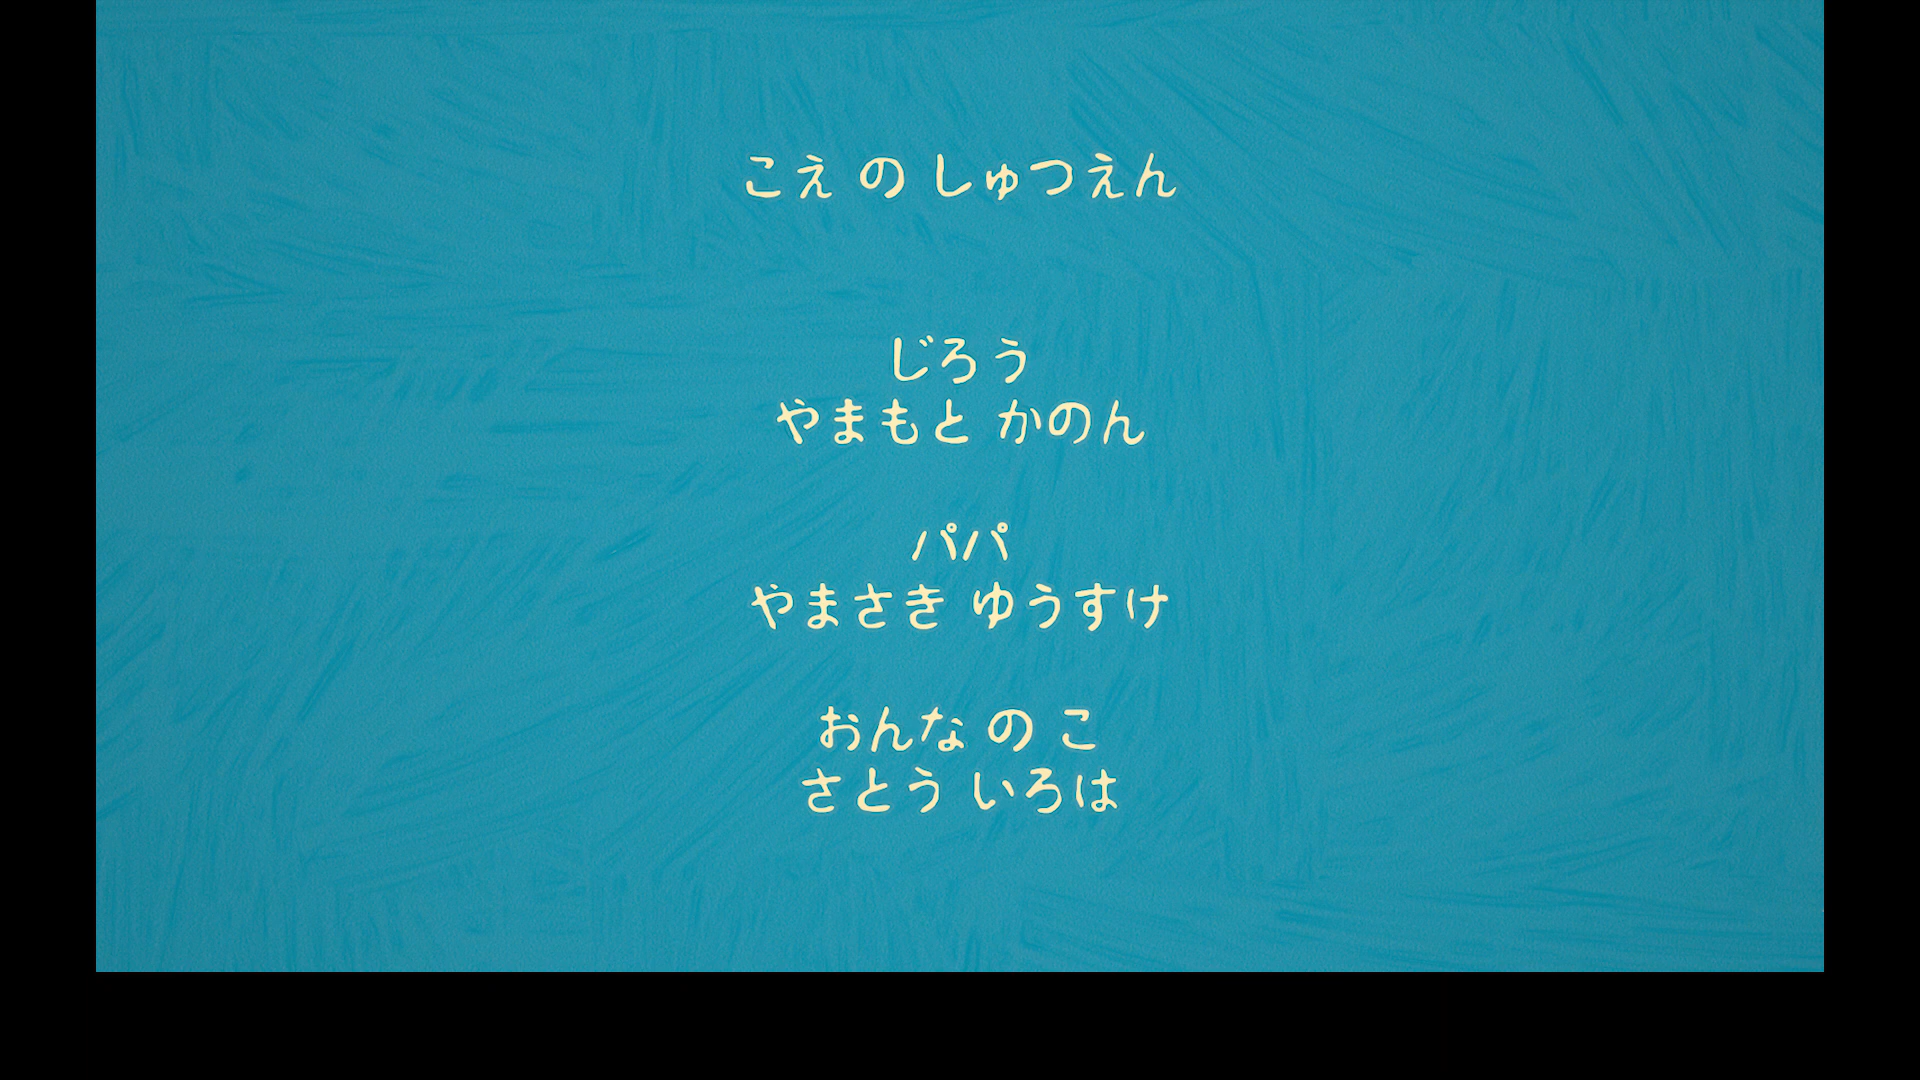 こえ の しゅつえん
じろう
やまもと かのん
パパ
やまさき ゆうすけ
おんな の こ
さとう いろは